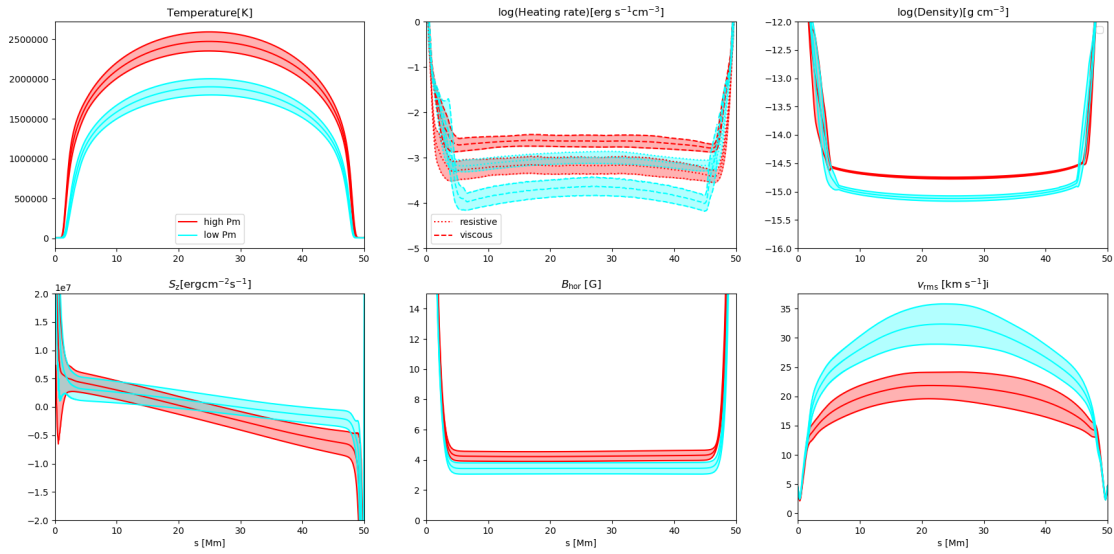 Temperature[K]
2500000
2000000
1500000
1000000
500000
0
high Pm
low Pm
0 10 20 30 40 50
log(Heating rate)[erg s⁻¹cm⁻³]
0
−1
−2
−3
−4
−5
resistive
viscous
0 10 20 30 40 50
log(Density)[g cm⁻³]
−12.0
−12.5
−13.0
−13.5
−14.0
−14.5
−15.0
−15.5
−16.0
0 10 20 30 40 50
S_z[ergcm⁻²s⁻¹]
1e7
2.0
1.5
1.0
0.5
0.0
−0.5
−1.0
−1.5
−2.0
0 10 20 30 40 50
s [Mm]
B_hor [G]
14
12
10
8
6
4
2
0
0 10 20 30 40 50
s [Mm]
v_rms [km s⁻¹]i
35
30
25
20
15
10
5
0
0 10 20 30 40 50
s [Mm]